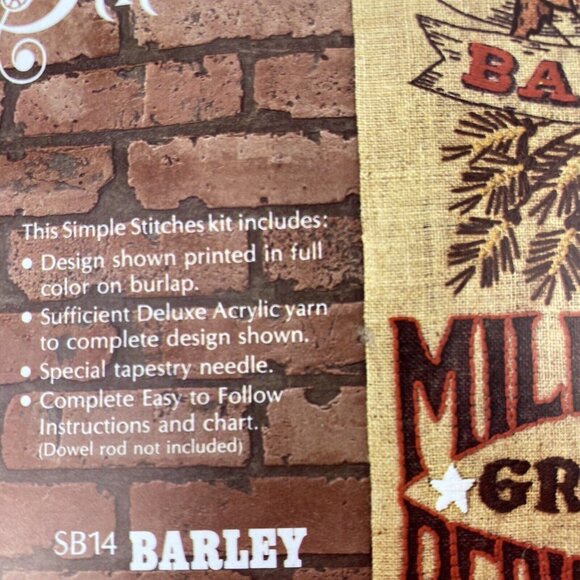 This Simple Stitches kit includes:
• Design shown printed in full
color on burlap.
• Sufficient Deluxe Acrylic yarn
to complete design shown.
• Special tapestry needle.
• Complete Easy to Follow
Instructions and chart.
(Dowel rod not included)
SB14 BARLEY
BA
MIL
GR